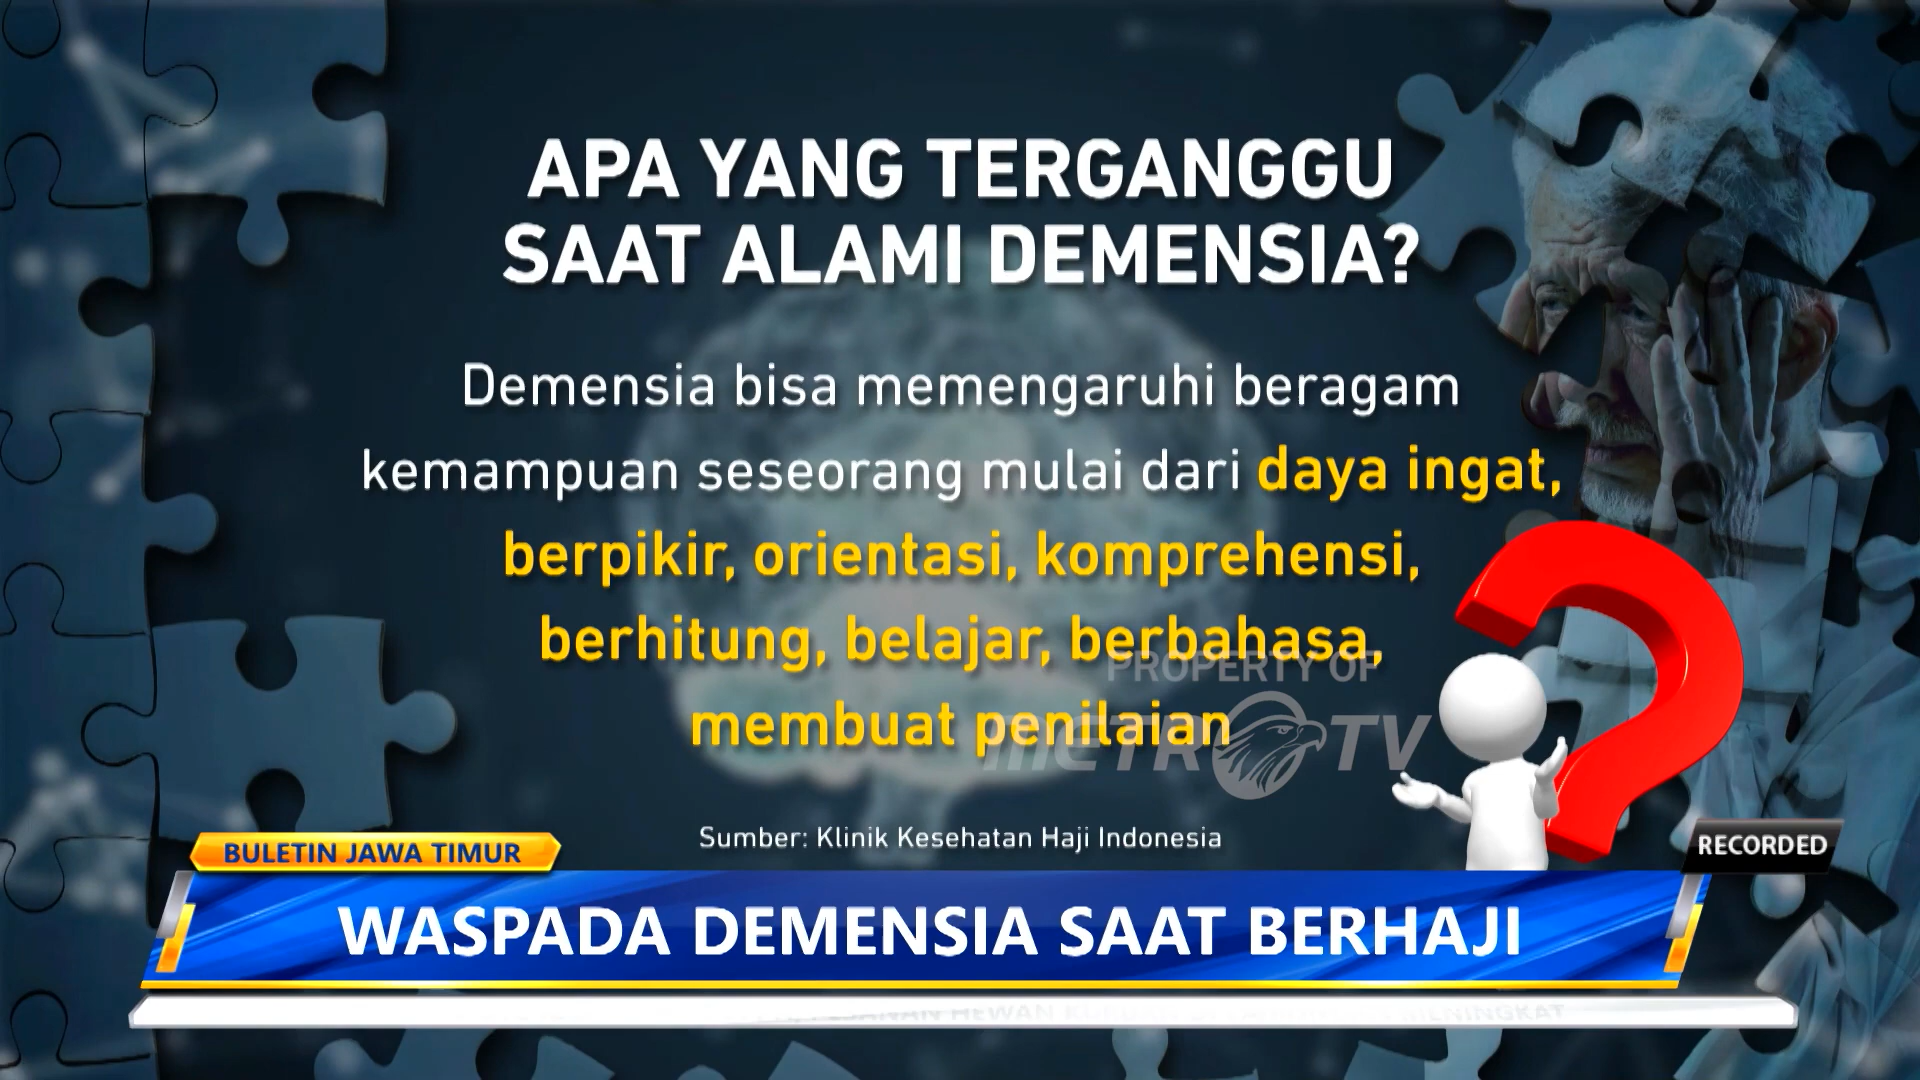 APA YANG TERGANGGU
SAAT ALAMI DEMENSIA?
Demensia bisa memengaruhi beragam
kemampuan seseorang mulai dari daya ingat,
berpikir, orientasi, komprehensi,
berhitung, belajar, berbahasa,
membuat penilaian
PROPERTY OF
METRO TV
Sumber: Klinik Kesehatan Haji Indonesia
BULETIN JAWA TIMUR
RECORDED
WASPADA DEMENSIA SAAT BERHAJI
HEWAN
MENINGKAT